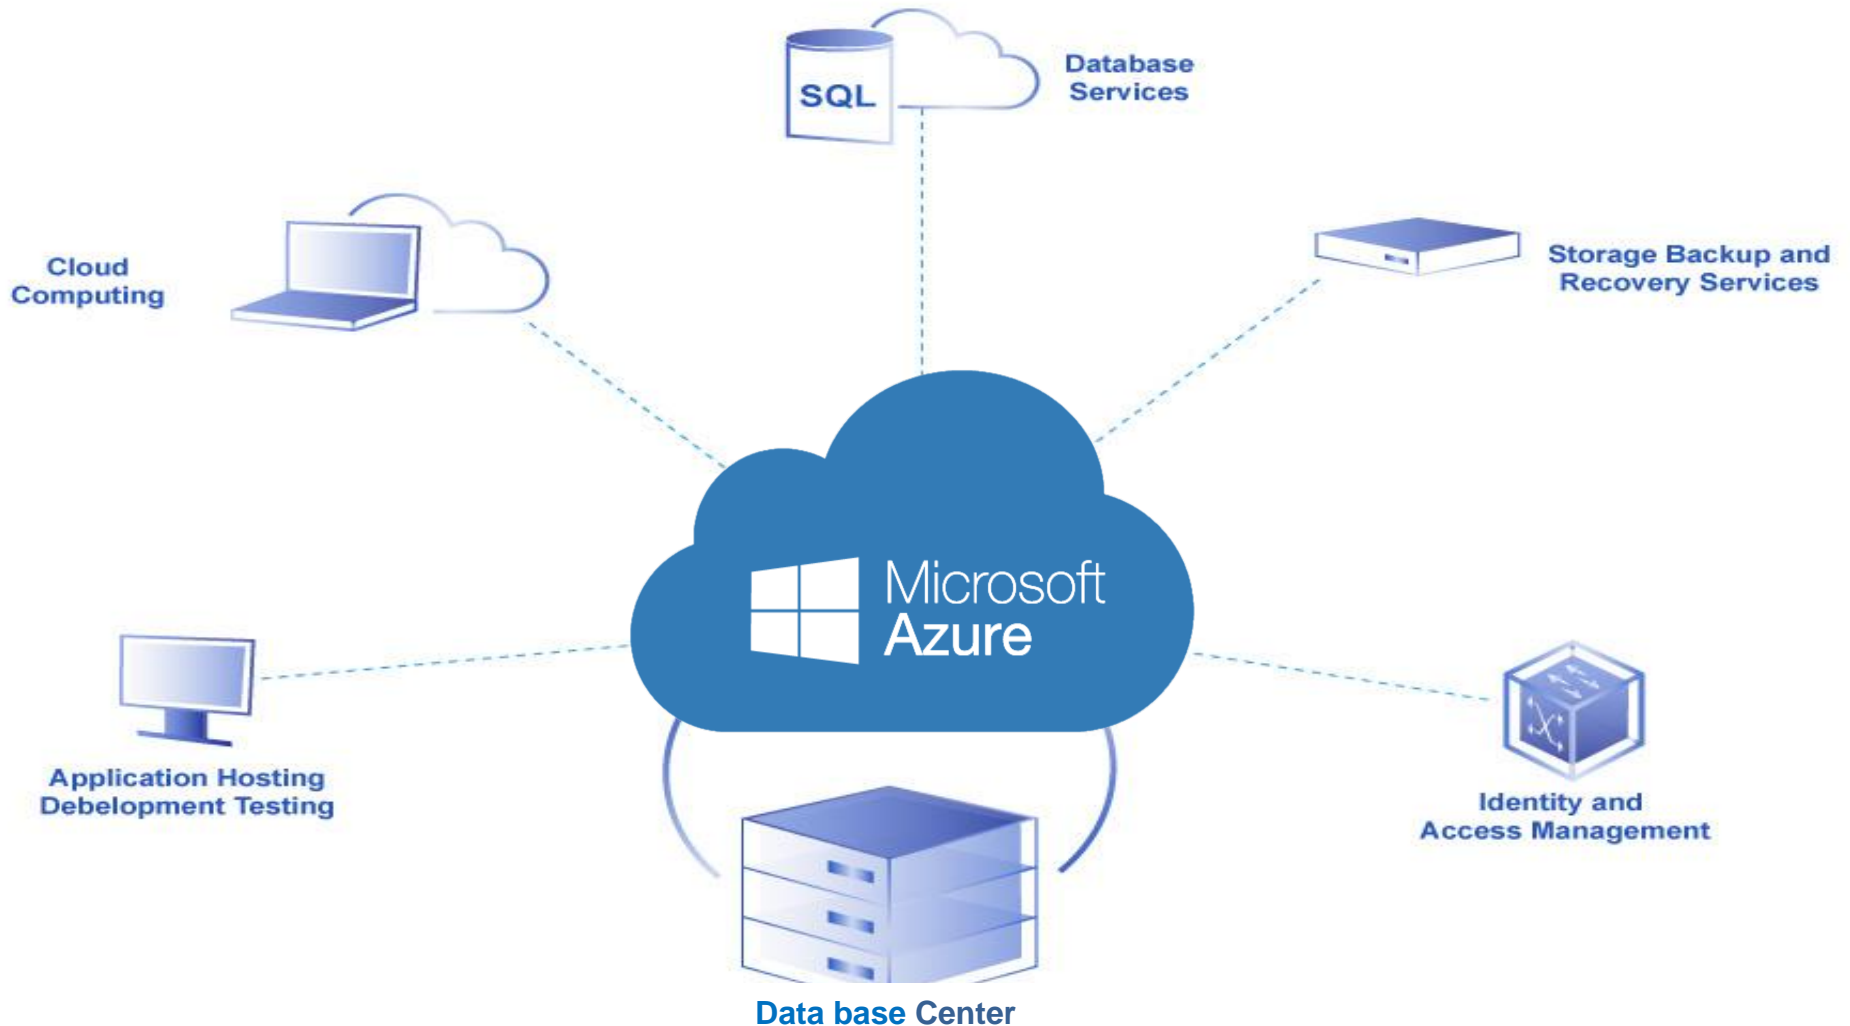 SQL
Database
Services
Cloud
Computing
Storage Backup and
Recovery Services
Microsoft
Azure
Application Hosting
Debelopment Testing
Identity and
Access Management
Data base Center